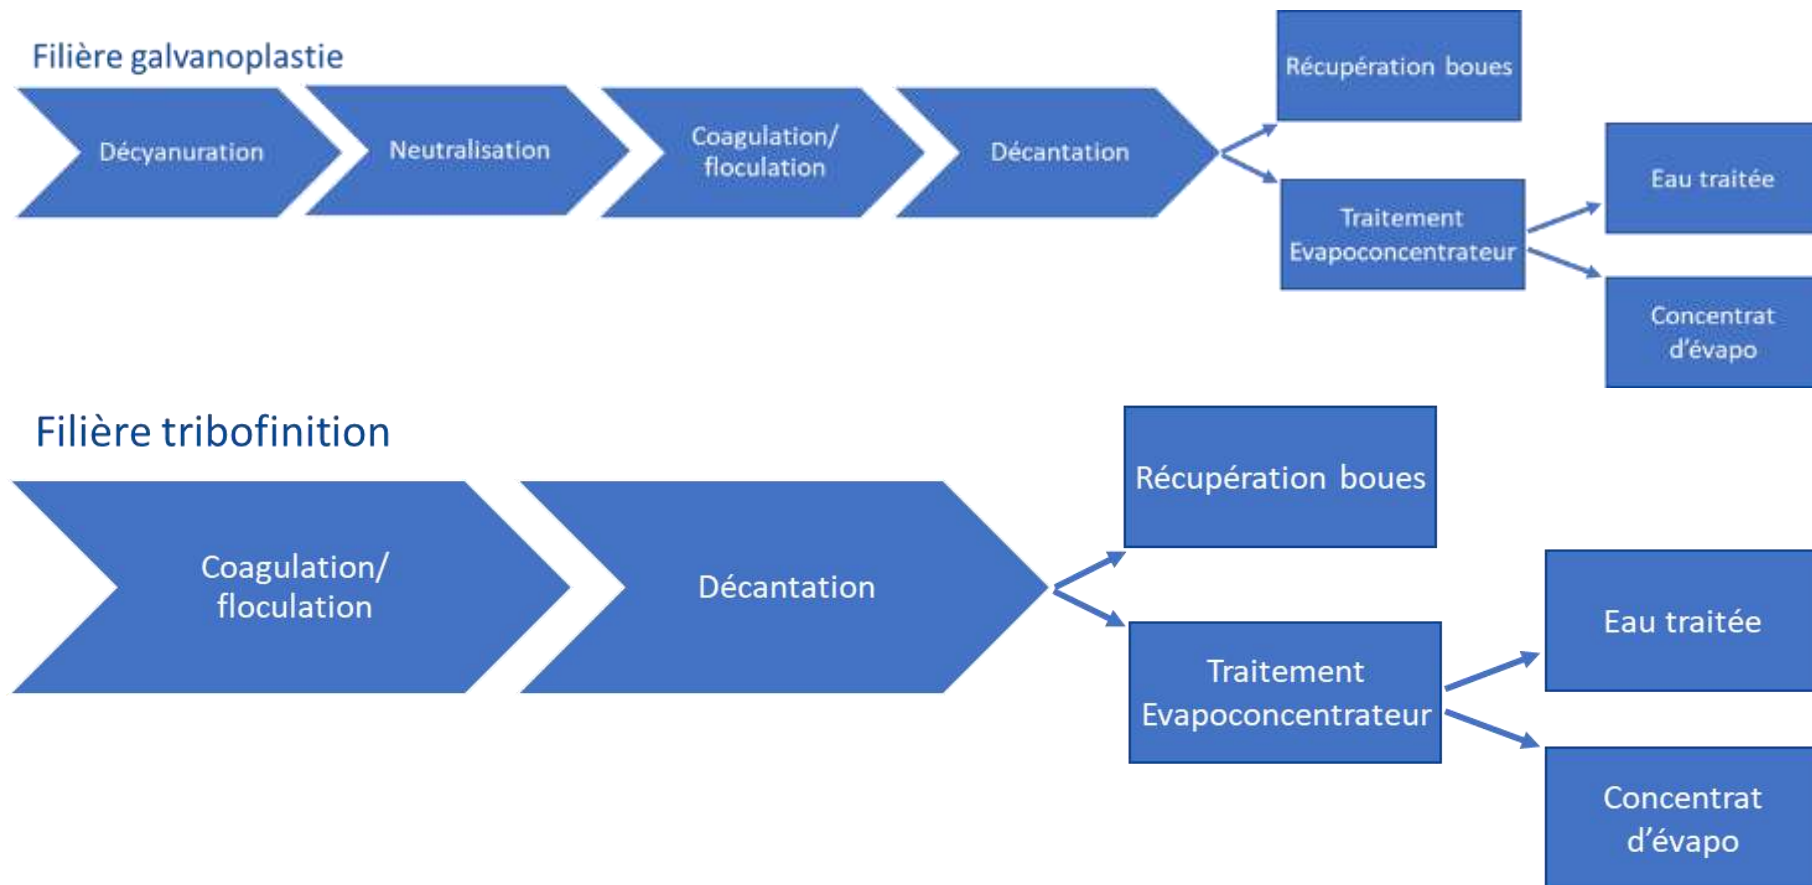 Filière galvanoplastie
Décyanuration
Neutralisation
Coagulation/
floculation
Décantation
Récupération boues
Traitement
Evapoconcentrateur
Eau traitée
Concentrat
d'évapo
Filière tribofinition
Coagulation/
floculation
Décantation
Récupération boues
Traitement
Evapoconcentrateur
Eau traitée
Concentrat
d'évapo